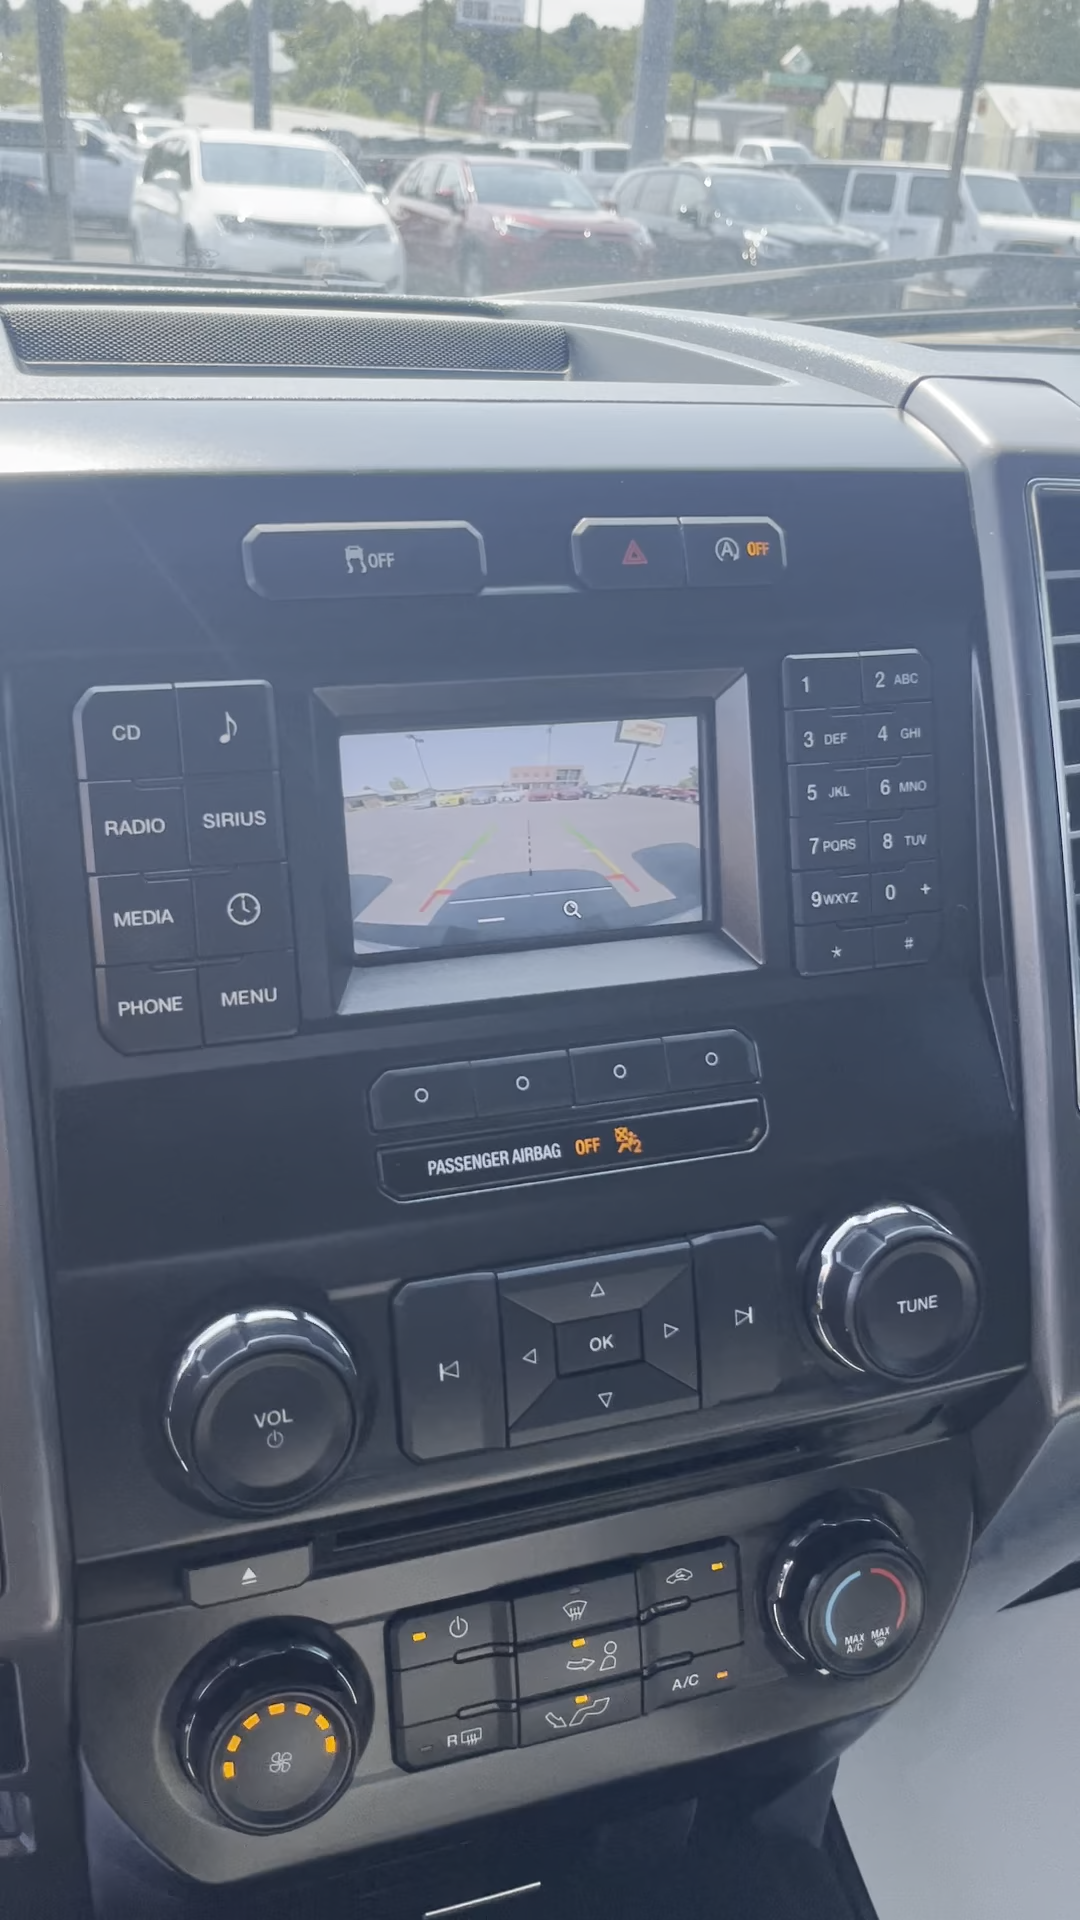 OFF
A OFF
CD
RADIO SIRIUS
MEDIA
PHONE MENU
1 2 ABC
3 DEF 4 GHI
5 JKL 6 MNO
7 PQRS 8 TUV
9 WXYZ 0 +
* #
PASSENGER AIRBAG OFF 2
VOL
OK
TUNE
R
A/C
MAX A/C MAX